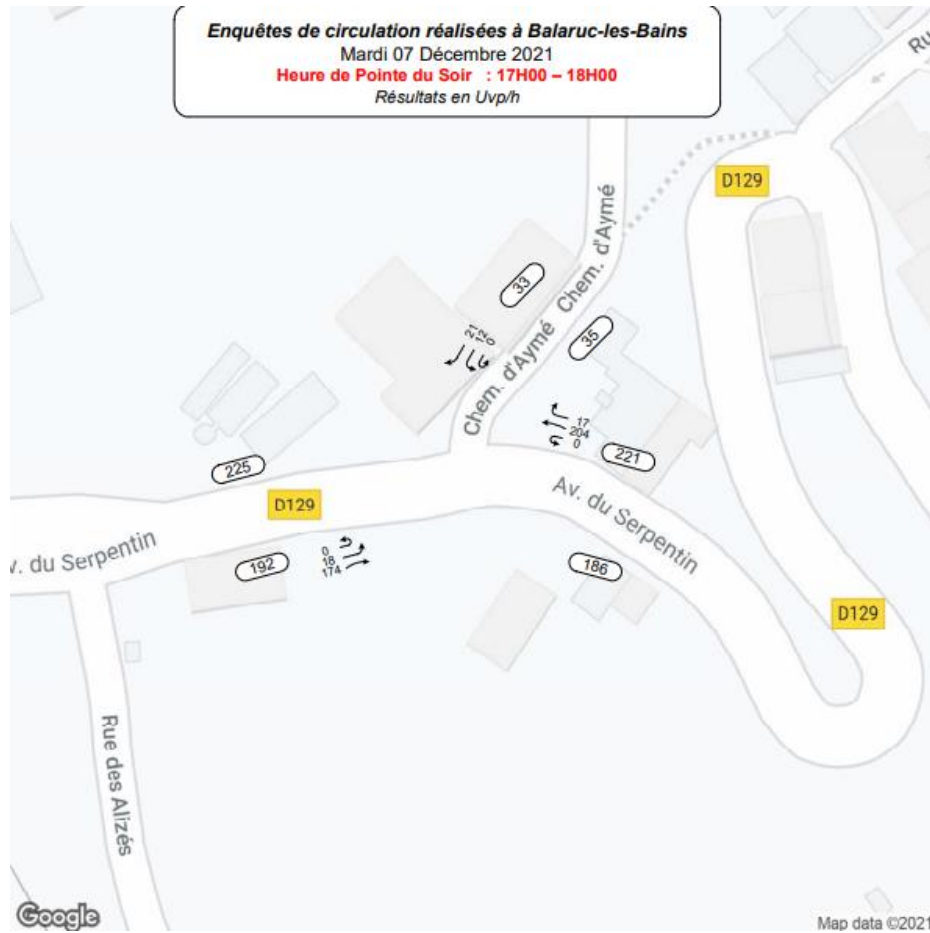 Enquêtes de circulation réalisées à Balaruc-les-Bains
Mardi 07 Décembre 2021
Heure de Pointe du Soir : 17H00 – 18H00
Résultats en Uvp/h
Ru
D129
Chem. d'Aymé
33
35
21
12
0
Chem. d'Aymé
17
204
0
225
221
D129
Av. du Serpentin
v. du Serpentin
192
0
18
174
186
D129
Rue des Alizés
Google
Map data ©2021